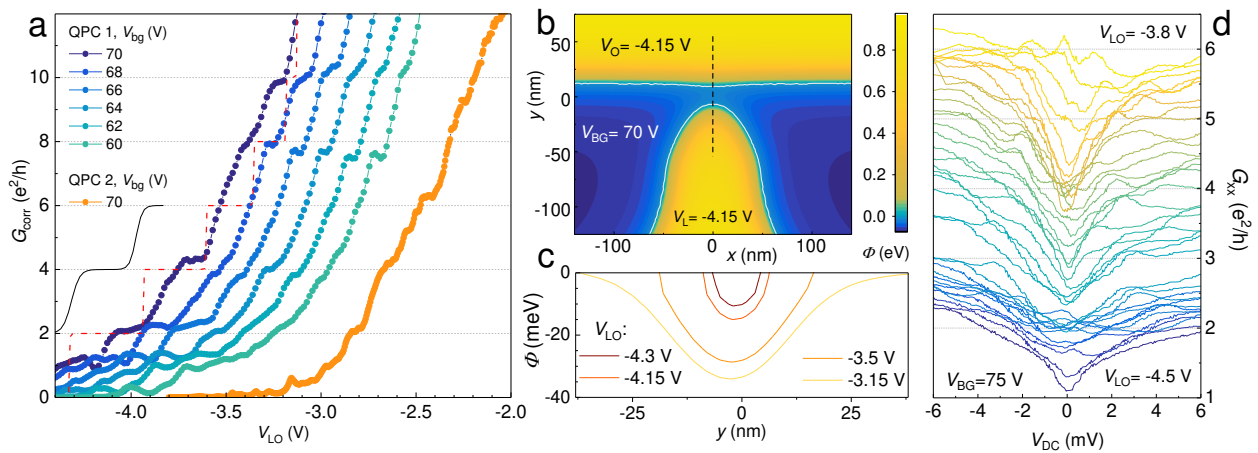 a
QPC 1, V_bg (V)
70
68
66
64
62
60
QPC 2, V_bg (V)
70
G_corr (e²/h)
0
2
4
6
8
10
-4.0
-3.5
-3.0
-2.5
-2.0
V_LO (V)
b
V_O= -4.15 V
V_BG= 70 V
V_L= -4.15 V
y (nm)
50
0
-50
-100
-100
0
100
x (nm)
0.8
0.6
0.4
0.2
0.0
Φ (eV)
c
V_LO:
-4.3 V
-4.15 V
-3.5 V
-3.15 V
Φ (meV)
0
-10
-20
-30
-40
-25
0
25
y (nm)
d
V_LO= -3.8 V
V_BG=75 V
V_LO= -4.5 V
6
5
4
3
2
1
G_xx (e²/h)
-6
-4
-2
0
2
4
6
V_DC (mV)